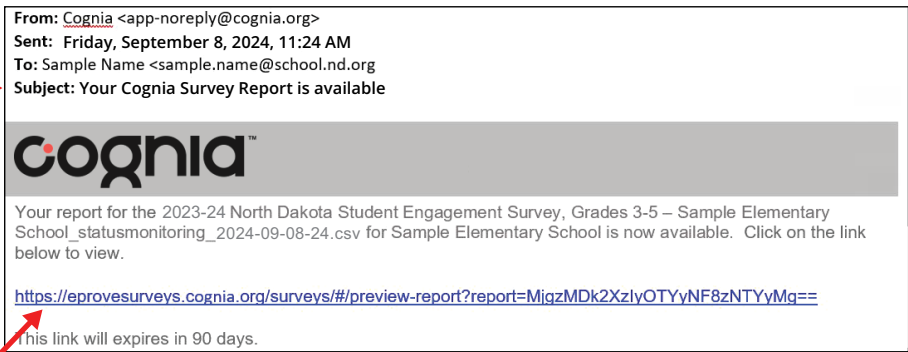 From: Cognia <app-noreply@cognia.org>
Sent: Friday, September 8, 2024, 11:24 AM
To: Sample Name <sample.name@school.nd.org
Subject: Your Cognia Survey Report is available
cognia™
Your report for the 2023-24 North Dakota Student Engagement Survey, Grades 3-5 – Sample Elementary
School_statusmonitoring_2024-09-08-24.csv for Sample Elementary School is now available. Click on the link
below to view.
https://eprovesurveys.cognia.org/surveys/#/preview-report?report=MjgzMDk2XzIyOTYyNF8zNTYyMg==
This link will expires in 90 days.